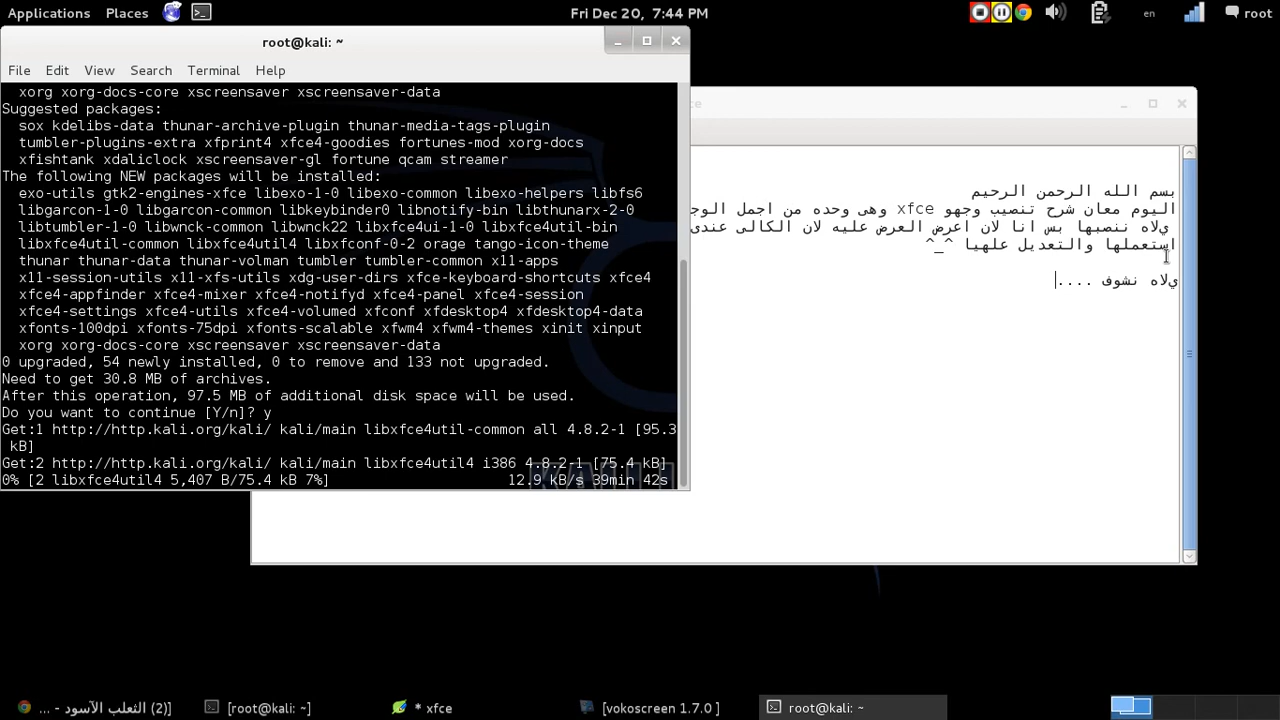 Applications Places Fri Dec 20, 7:44 PM en root
root@kali: ~
File Edit View Search Terminal Help
xorg xorg-docs-core xscreensaver xscreensaver-data
Suggested packages:
sox kdelibs-data thunar-archive-plugin thunar-media-tags-plugin
tumbler-plugins-extra xfprint4 xfce4-goodies fortunes-mod xorg-docs
xfishtank xdaliclock xscreensaver-gl fortune qcam streamer
The following NEW packages will be installed:
exo-utils gtk2-engines-xfce libexo-1-0 libexo-common libexo-helpers libfs6
libgarcon-1-0 libgarcon-common libkeybinder0 libnotify-bin libthunarx-2-0
libtumbler-1-0 libwnck-common libwnck22 libxfce4ui-1-0 libxfce4util-bin
libxfce4util-common libxfce4util4 libxfconf-0-2 orage tango-icon-theme
thunar thunar-data thunar-volman tumbler tumbler-common x11-apps
x11-session-utils x11-xfs-utils xdg-user-dirs xfce-keyboard-shortcuts xfce4
xfce4-appfinder xfce4-mixer xfce4-notifyd xfce4-panel xfce4-session
xfce4-settings xfce4-utils xfce4-volumed xfconf xfdesktop4 xfdesktop4-data
xfonts-100dpi xfonts-75dpi xfonts-scalable xfwm4 xfwm4-themes xinit xinput
xorg xorg-docs-core xscreensaver xscreensaver-data
0 upgraded, 54 newly installed, 0 to remove and 133 not upgraded.
Need to get 30.8 MB of archives.
After this operation, 97.5 MB of additional disk space will be used.
Do you want to continue [Y/n]? y
Get:1 http://http.kali.org/kali/ kali/main libxfce4util-common all 4.8.2-1 [95.3
kB]
Get:2 http://http.kali.org/kali/ kali/main libxfce4util4 i386 4.8.2-1 [75.4 kB]
0% [2 libxfce4util4 5,407 B/75.4 kB 7%] 12.9 kB/s 39min 42s
بسم الله الرحمن الرحيم
اليوم معان شرح تنصيب وجهو xfce وهى وحده من اجمل
يلاه ننصبها بس انا لان اعرض العرض عليه لان الكالى عندى
استعملها والتعديل علهيا ^_^
يلاه نشوف ....
(2) الثعلب الآسود - ...]
[root@kali: ~]
* xfce
[vokoscreen 1.7.0 ]
root@kali: ~